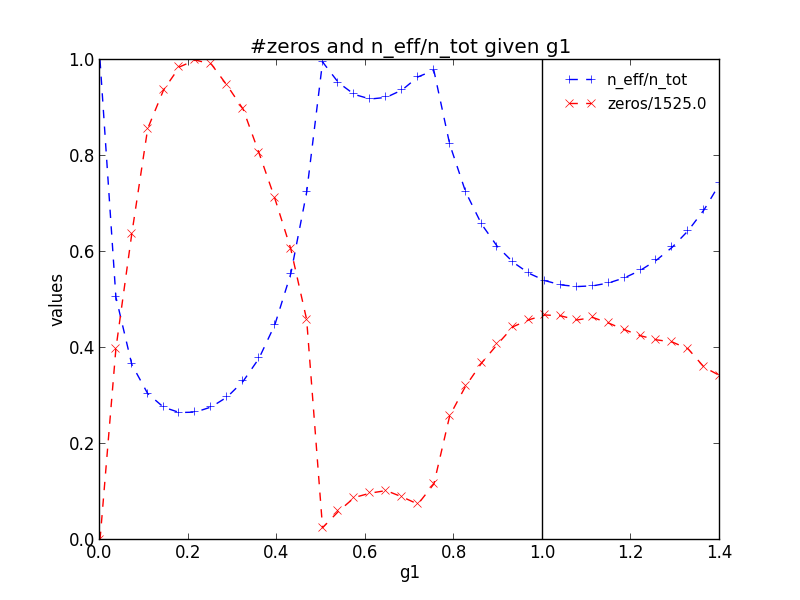 #zeros and n_eff/n_tot given g1
1.0
n_eff/n_tot
zeros/1525.0
0.8
0.6
values
0.4
0.2
0.0
0.0 0.2 0.4 0.6 0.8 1.0 1.2 1.4
g1